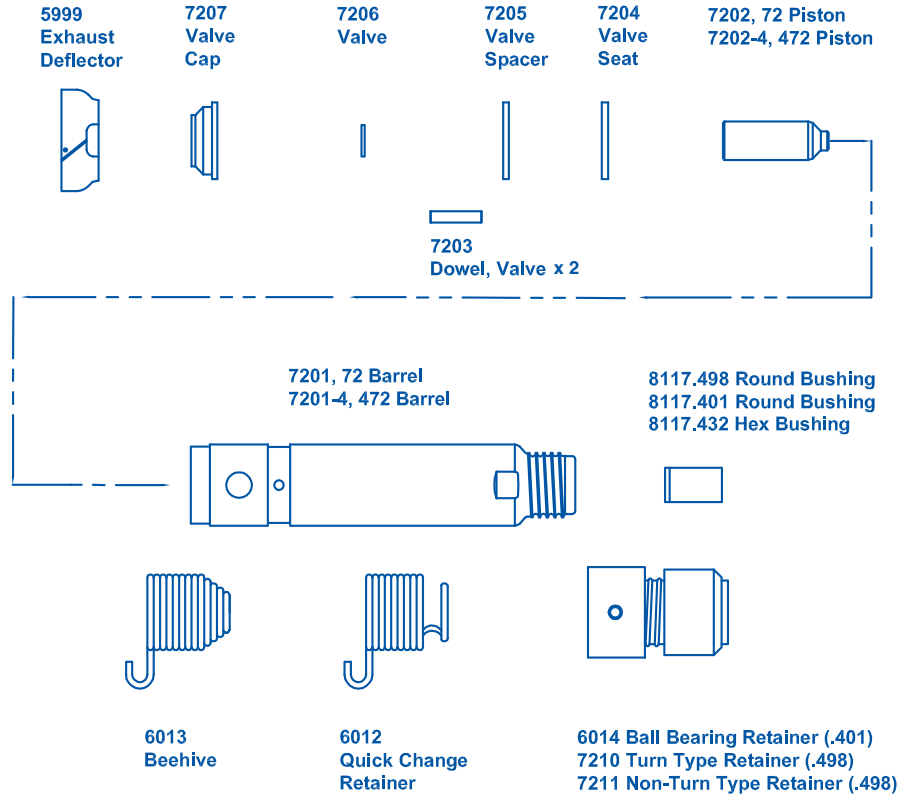 5999
Exhaust
Deflector
7207
Valve
Cap
7206
Valve
7205
Valve
Spacer
7204
Valve
Seat
7202, 72 Piston
7202-4, 472 Piston
7203
Dowel, Valve x 2
7201, 72 Barrel
7201-4, 472 Barrel
8117.498 Round Bushing
8117.401 Round Bushing
8117.432 Hex Bushing
6013
Beehive
6012
Quick Change
Retainer
6014 Ball Bearing Retainer (.401)
7210 Turn Type Retainer (.498)
7211 Non-Turn Type Retainer (.498)